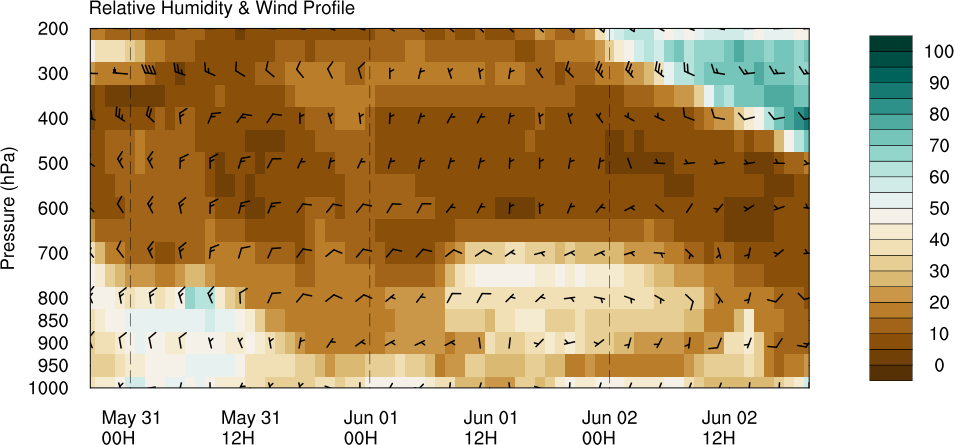 Relative Humidity & Wind Profile
Pressure (hPa)
200
300
400
500
600
700
800
850
900
950
1000
May 31 00H
May 31 12H
Jun 01 00H
Jun 01 12H
Jun 02 00H
Jun 02 12H
100
90
80
70
60
50
40
30
20
10
0